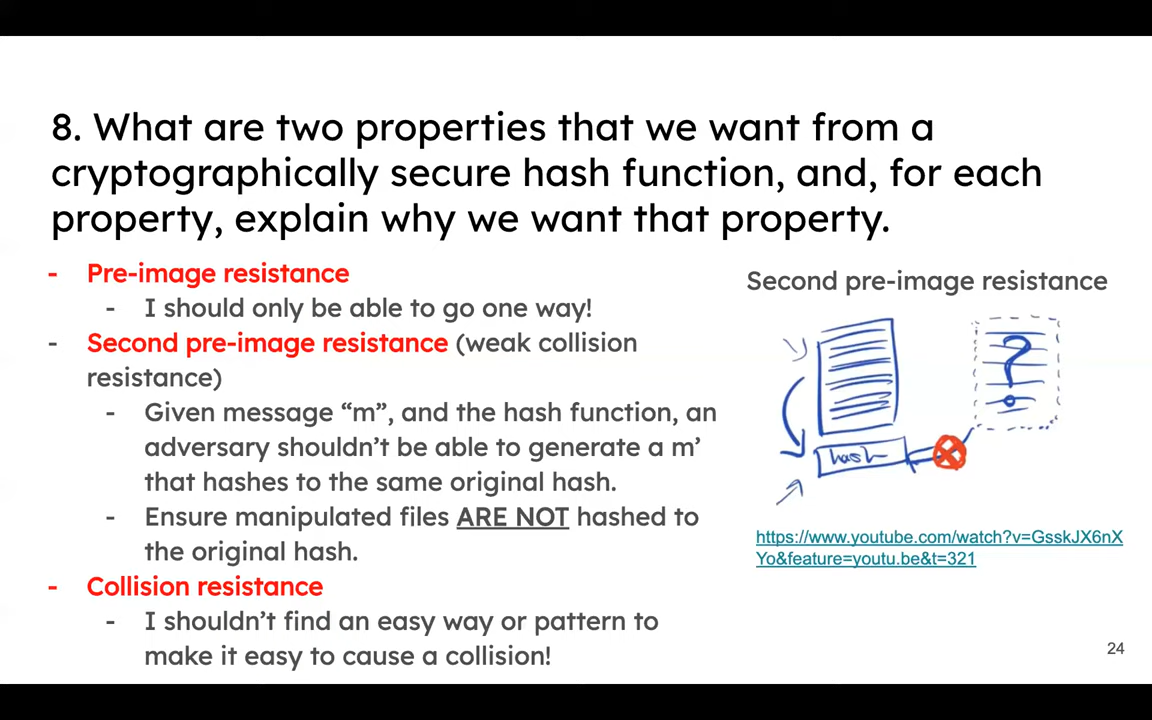 8. What are two properties that we want from a
cryptographically secure hash function, and, for each
property, explain why we want that property.
- Pre-image resistance
- I should only be able to go one way!
- Second pre-image resistance (weak collision
resistance)
- Given message “m”, and the hash function, an
adversary shouldn’t be able to generate a m’
that hashes to the same original hash.
- Ensure manipulated files ARE NOT hashed to
the original hash.
- Collision resistance
- I shouldn’t find an easy way or pattern to
make it easy to cause a collision!
Second pre-image resistance
?
hash
https://www.youtube.com/watch?v=GsskJX6nX
Yo&feature=youtu.be&t=321
24